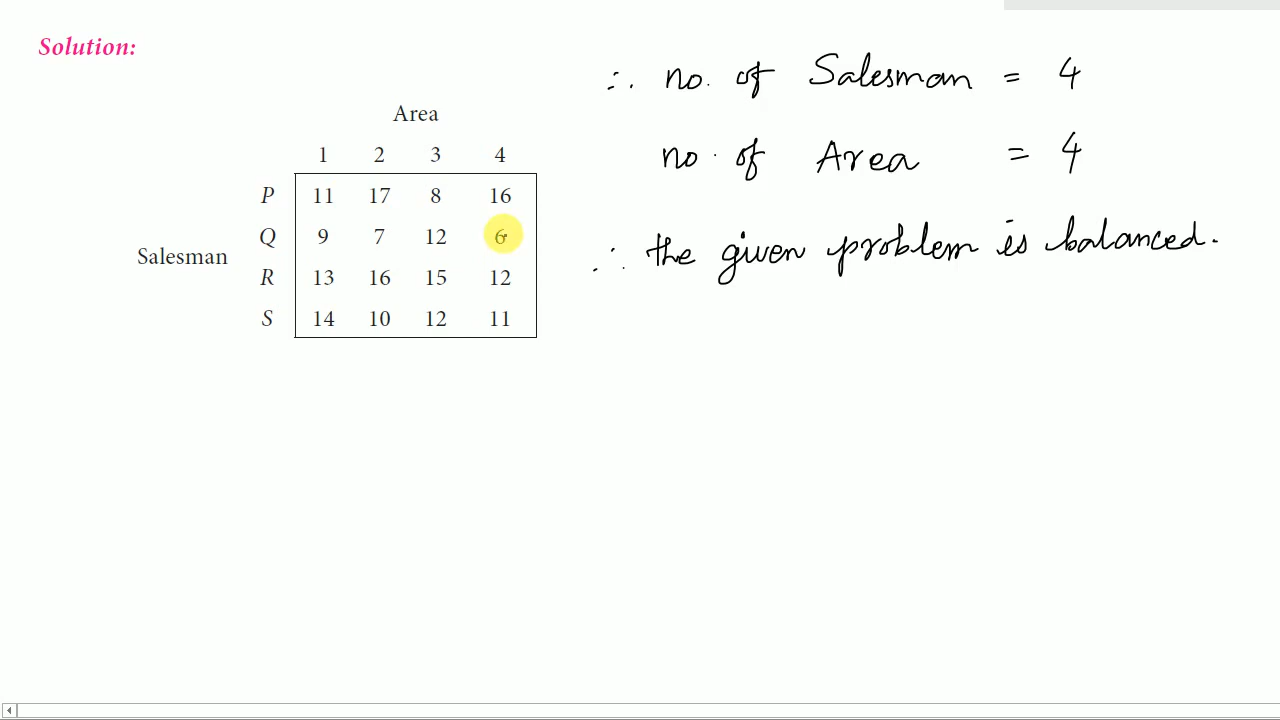 Solution:
∴ no. of Salesman = 4
Area
no. of Area = 4
1 2 3 4
P 11 17 8 16
Q 9 7 12 6
∴ the given problem is balanced.
Salesman
R 13 16 15 12
S 14 10 12 11